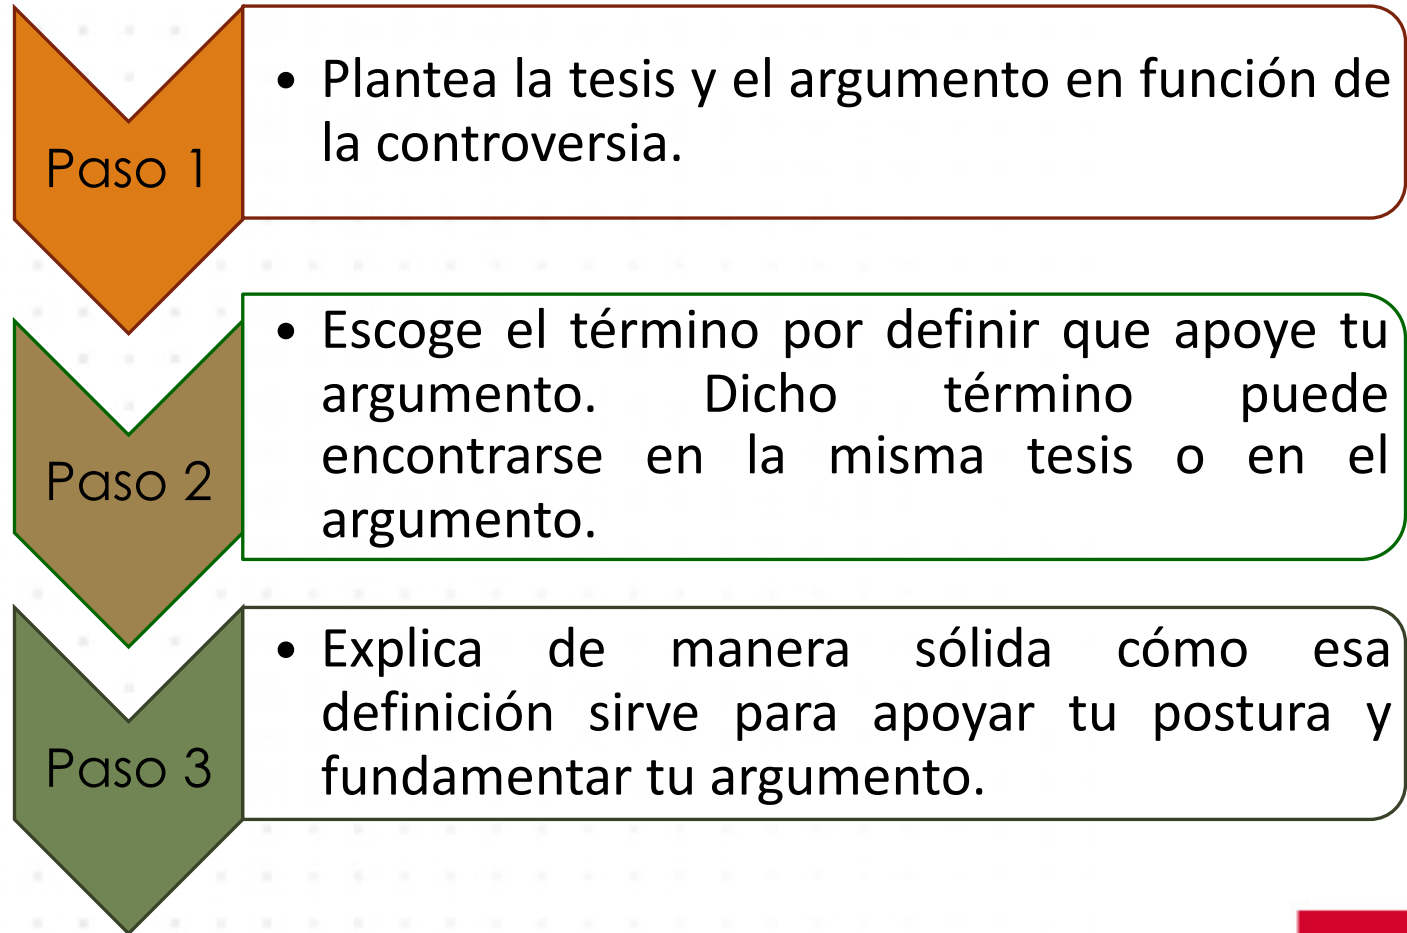 Paso 1
• Plantea la tesis y el argumento en función de
la controversia.
Paso 2
• Escoge el término por definir que apoye tu
argumento. Dicho término puede
encontrarse en la misma tesis o en el
argumento.
Paso 3
• Explica de manera sólida cómo esa
definición sirve para apoyar tu postura y
fundamentar tu argumento.